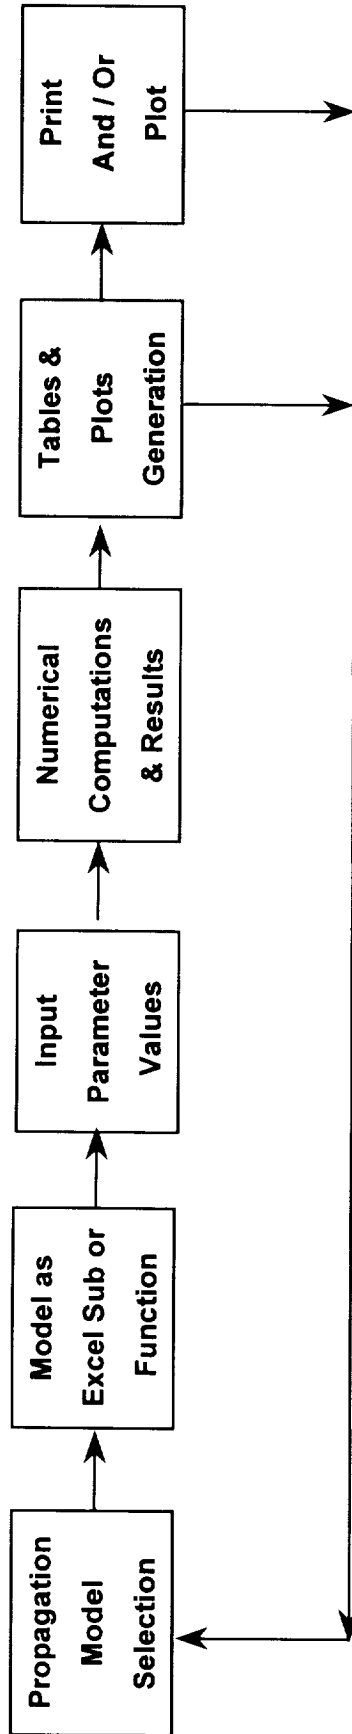 Propagation
Model
Selection
Model as
Excel Sub or
Function
Input
Parameter
Values
Numerical
Computations
& Results
Tables &
Plots
Generation
Print
And / Or
Plot